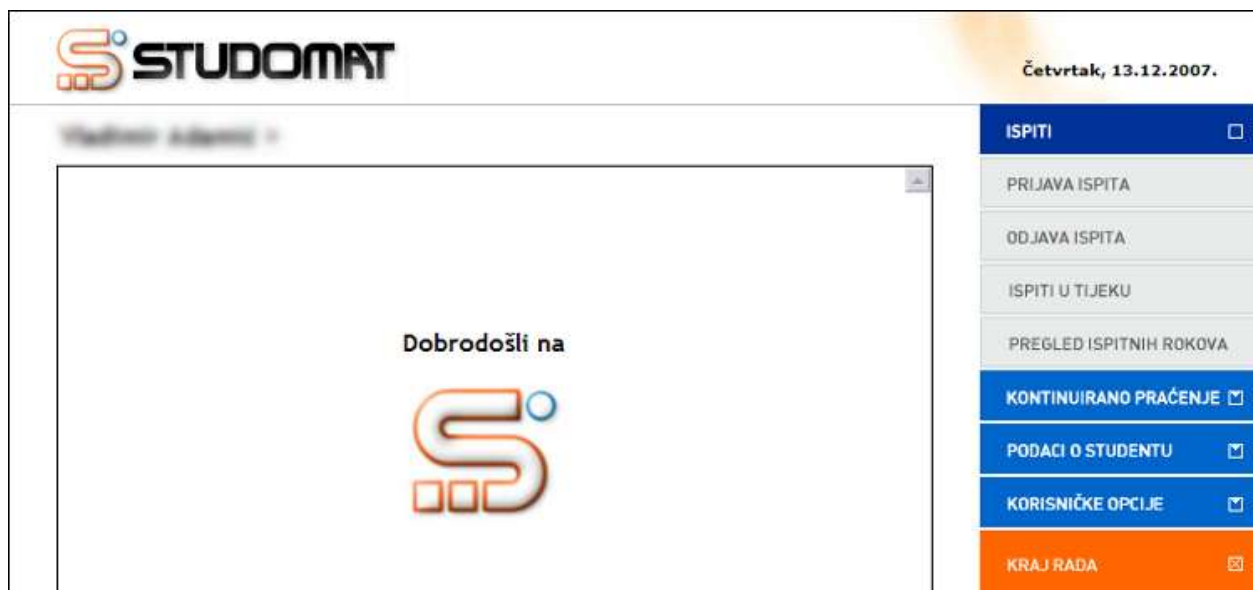 STUDOMAT
Četvrtak, 13.12.2007.
ISPITI
PRIJAVA ISPITA
ODJAVA ISPITA
ISPITI U TIJEKU
PREGLED ISPITNIH ROKOVA
KONTINUIRANO PRAĆENJE
PODACI O STUDENTU
KORISNIČKE OPCIJE
KRAJ RADA
Dobrodošli na